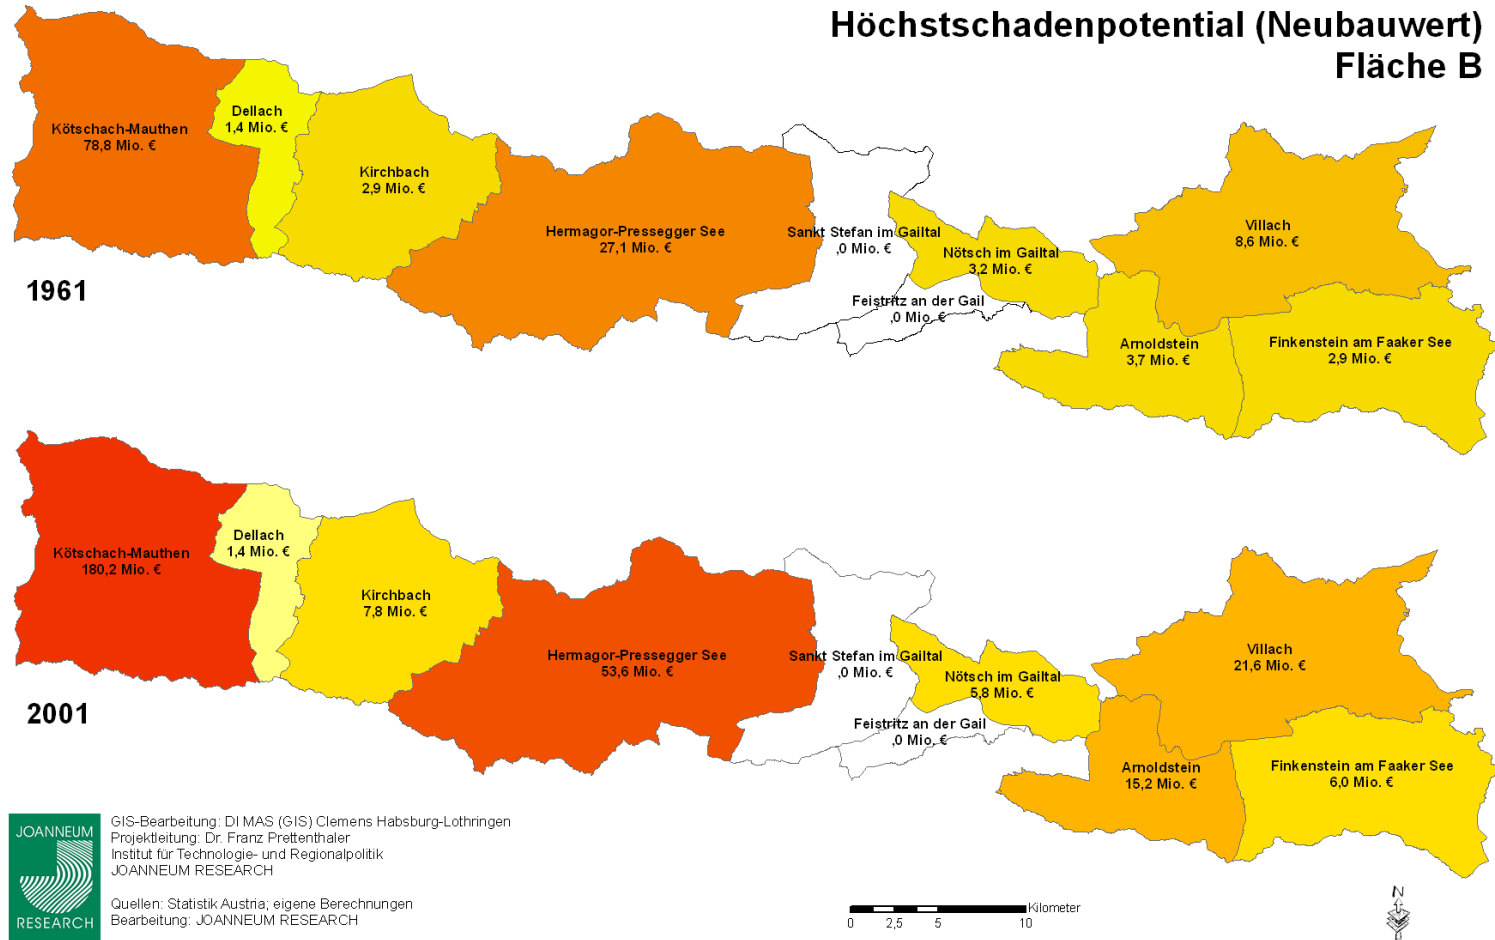 Höchstschadenpotential (Neubauwert)
Fläche B
Kötschach-Mauthen
78,8 Mio. €
Dellach
1,4 Mio. €
Kirchbach
2,9 Mio. €
Hermagor-Pressegger See
27,1 Mio. €
Sankt Stefan im Gailtal
,0 Mio. €
Nötsch im Gailtal
3,2 Mio. €
Feistritz an der Gail
,0 Mio. €
Villach
8,6 Mio. €
Arnoldstein
3,7 Mio. €
Finkenstein am Faaker See
2,9 Mio. €
1961
Kötschach-Mauthen
180,2 Mio. €
Dellach
1,4 Mio. €
Kirchbach
7,8 Mio. €
Hermagor-Pressegger See
53,6 Mio. €
Sankt Stefan im Gailtal
,0 Mio. €
Nötsch im Gailtal
5,8 Mio. €
Feistritz an der Gail
,0 Mio. €
Villach
21,6 Mio. €
Arnoldstein
15,2 Mio. €
Finkenstein am Faaker See
6,0 Mio. €
2001
JOANNEUM
RESEARCH
GIS-Bearbeitung: DI MAS (GIS) Clemens Habsburg-Lothringen
Projektleitung: Dr. Franz Prettenthaler
Institut für Technologie- und Regionalpolitik
JOANNEUM RESEARCH
Quellen: Statistik Austria; eigene Berechnungen
Bearbeitung: JOANNEUM RESEARCH
Kilometer
0 2,5 5 10
N